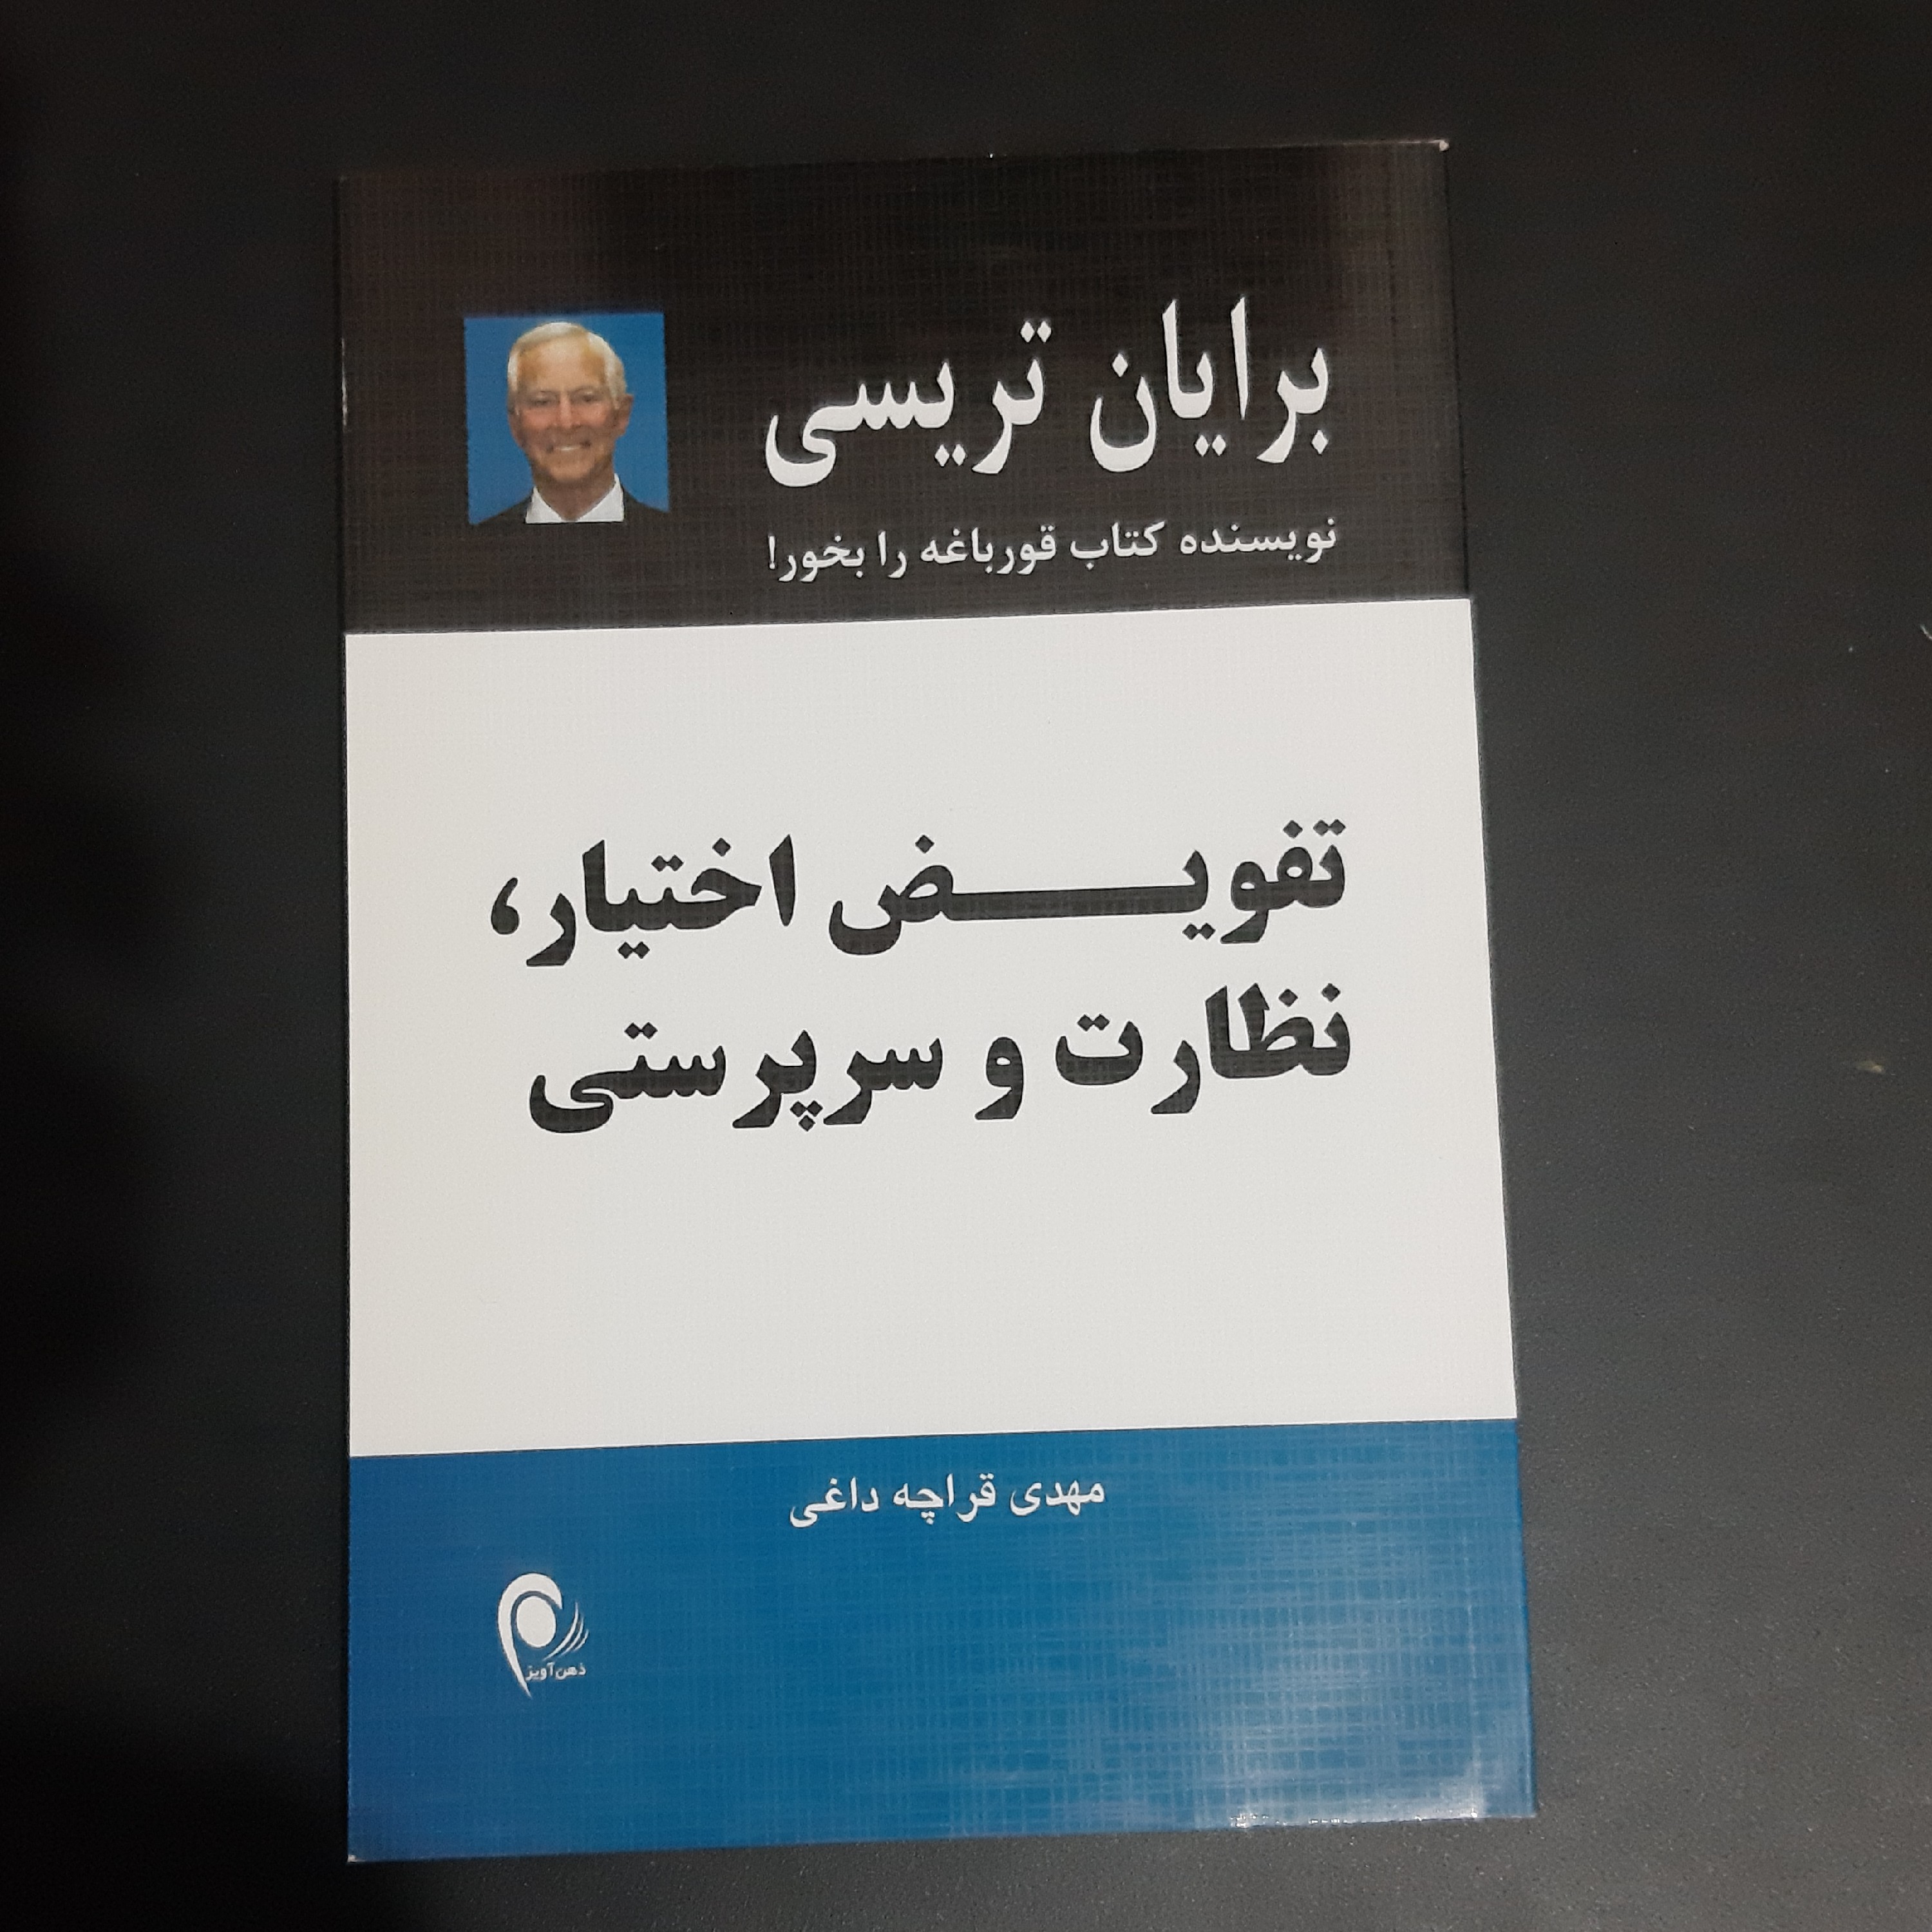 برایان تریسی
نویسنده کتاب قورباغه را بخور!
تفویض اختیار،
نظارت و سرپرستی
مهدی قراچه داغی
ذهن‌آویز